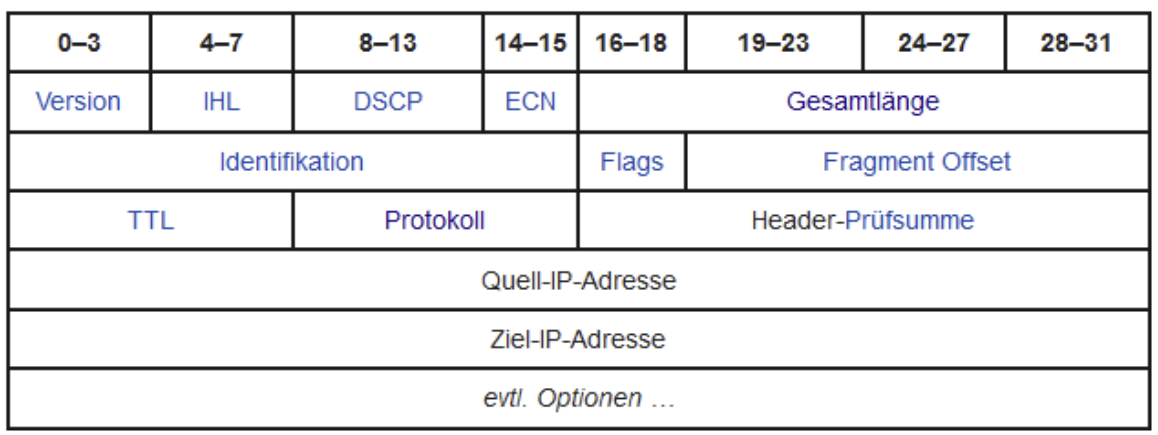 0–3 4–7 8–13 14–15 16–18 19–23 24–27 28–31
Version IHL DSCP ECN Gesamtlänge
Identifikation Flags Fragment Offset
TTL Protokoll Header-Prüfsumme
Quell-IP-Adresse
Ziel-IP-Adresse
evtl. Optionen …